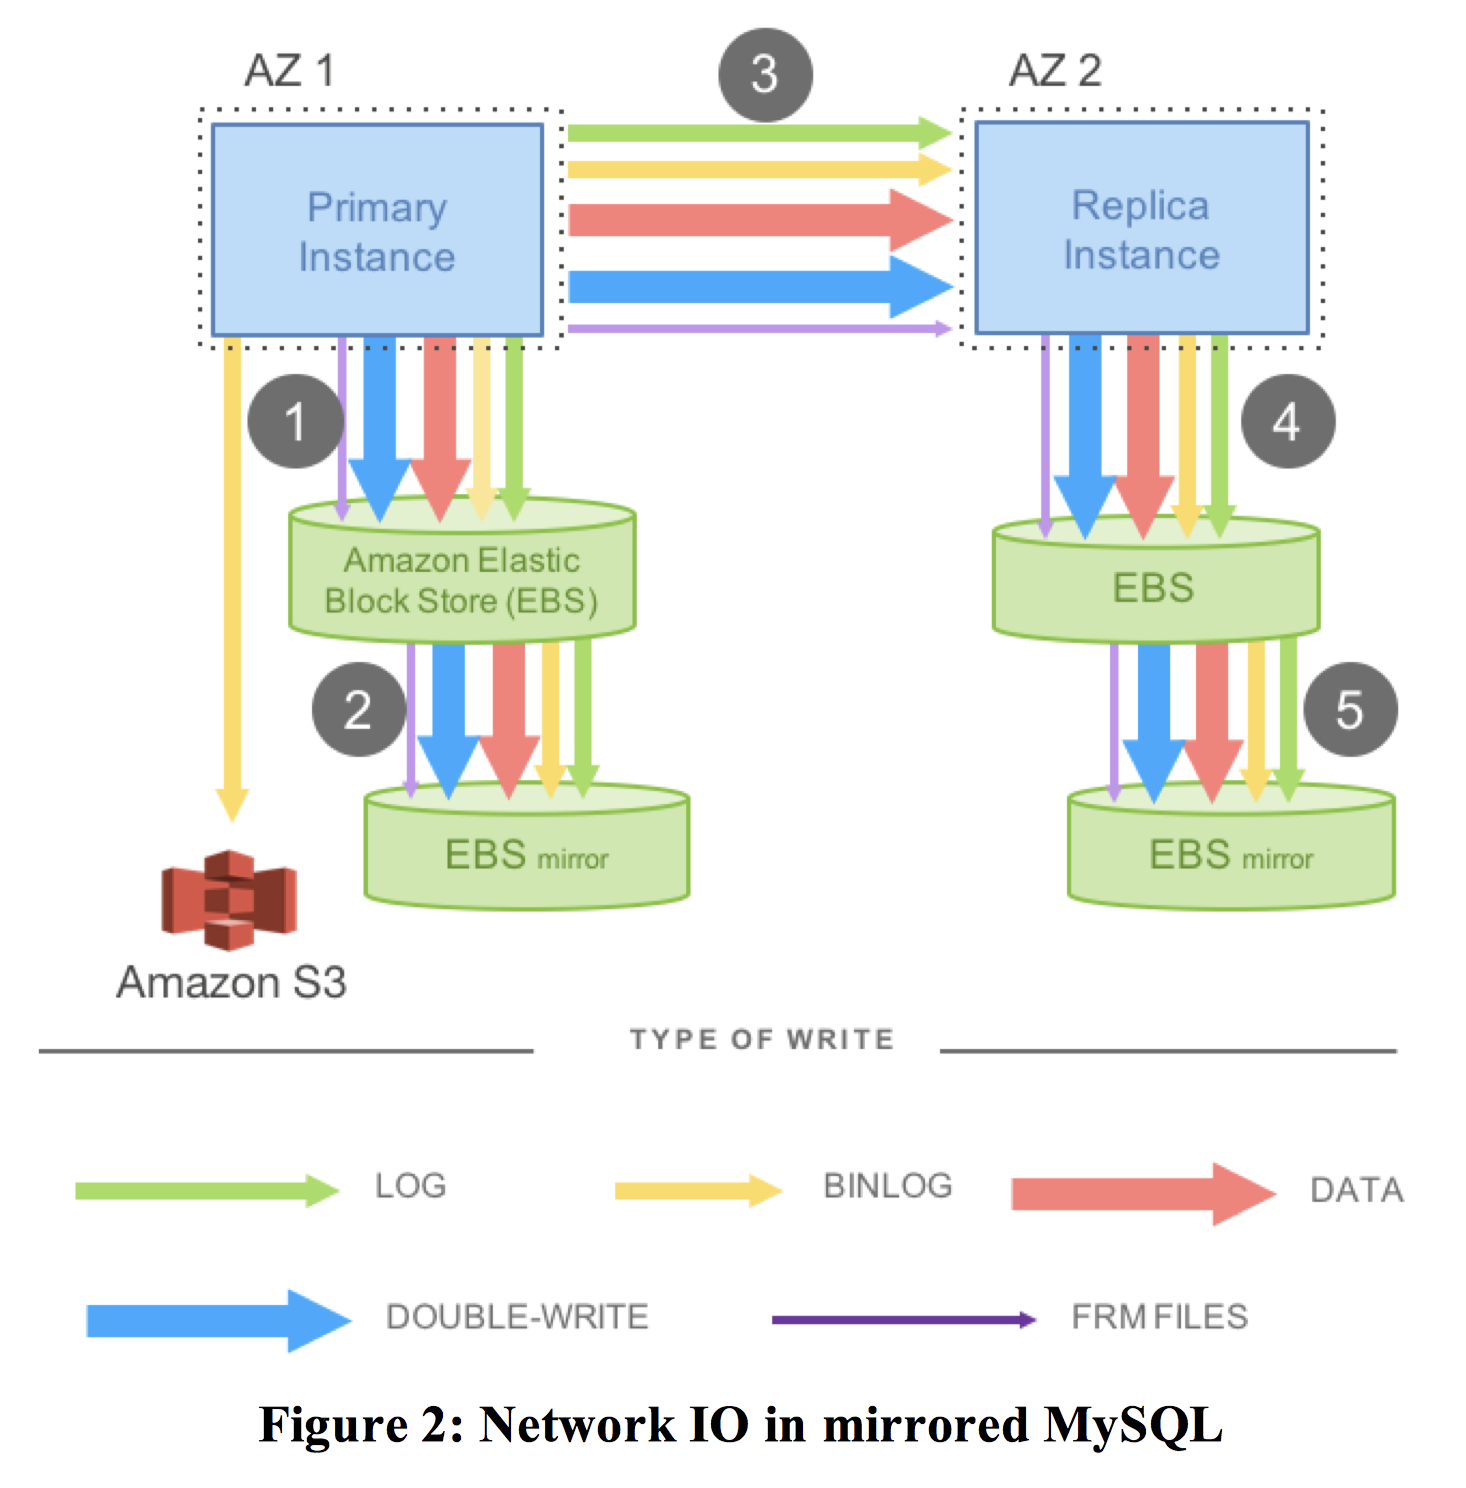 AZ 1
3
AZ 2
Primary
Instance
Replica
Instance
1
4
Amazon Elastic
Block Store (EBS)
EBS
2
5
EBS mirror
EBS mirror
Amazon S3
TYPE OF WRITE
LOG
BINLOG
DATA
DOUBLE-WRITE
FRM FILES
Figure 2: Network IO in mirrored MySQL